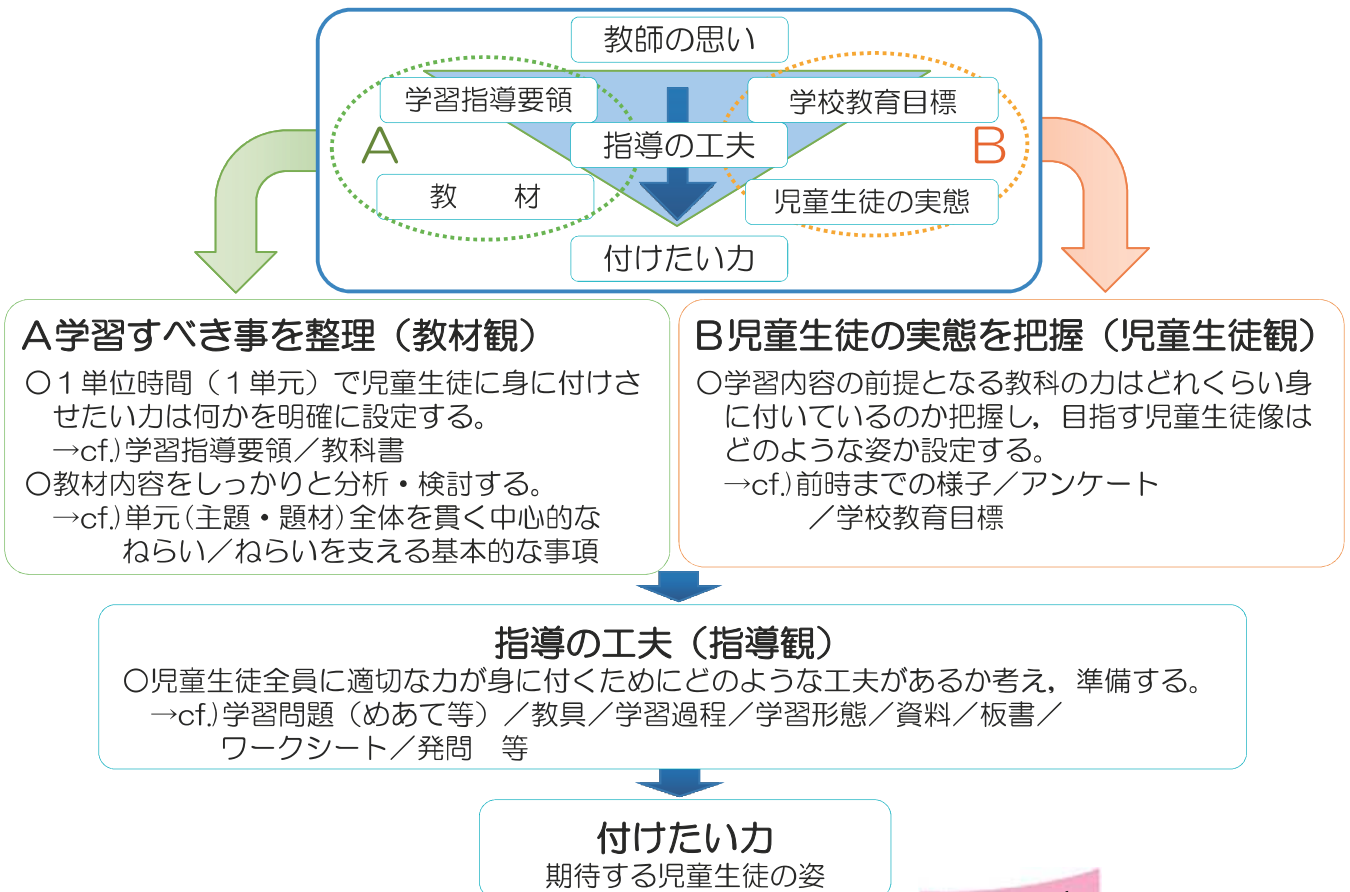 教師の思い
学習指導要領
学校教育目標
A
指導の工夫
B
教　　材
児童生徒の実態
付けたい力
A学習すべき事を整理（教材観）
○１単位時間（１単元）で児童生徒に身に付けさ
せたい力は何かを明確に設定する。
→cf.)学習指導要領／教科書
○教材内容をしっかりと分析・検討する。
→cf.)単元(主題・題材)全体を貫く中心的な
ねらい／ねらいを支える基本的な事項
B児童生徒の実態を把握（児童生徒観）
○学習内容の前提となる教科の力はどれくらい身
に付いているのか把握し，目指す児童生徒像は
どのような姿か設定する。
→cf.)前時までの様子／アンケート
／学校教育目標
指導の工夫（指導観）
○児童生徒全員に適切な力が身に付くためにどのような工夫があるか考え，準備する。
→cf.)学習問題（めあて等）／教具／学習過程／学習形態／資料／板書／
ワークシート／発問　等
付けたい力
期待する児童生徒の姿